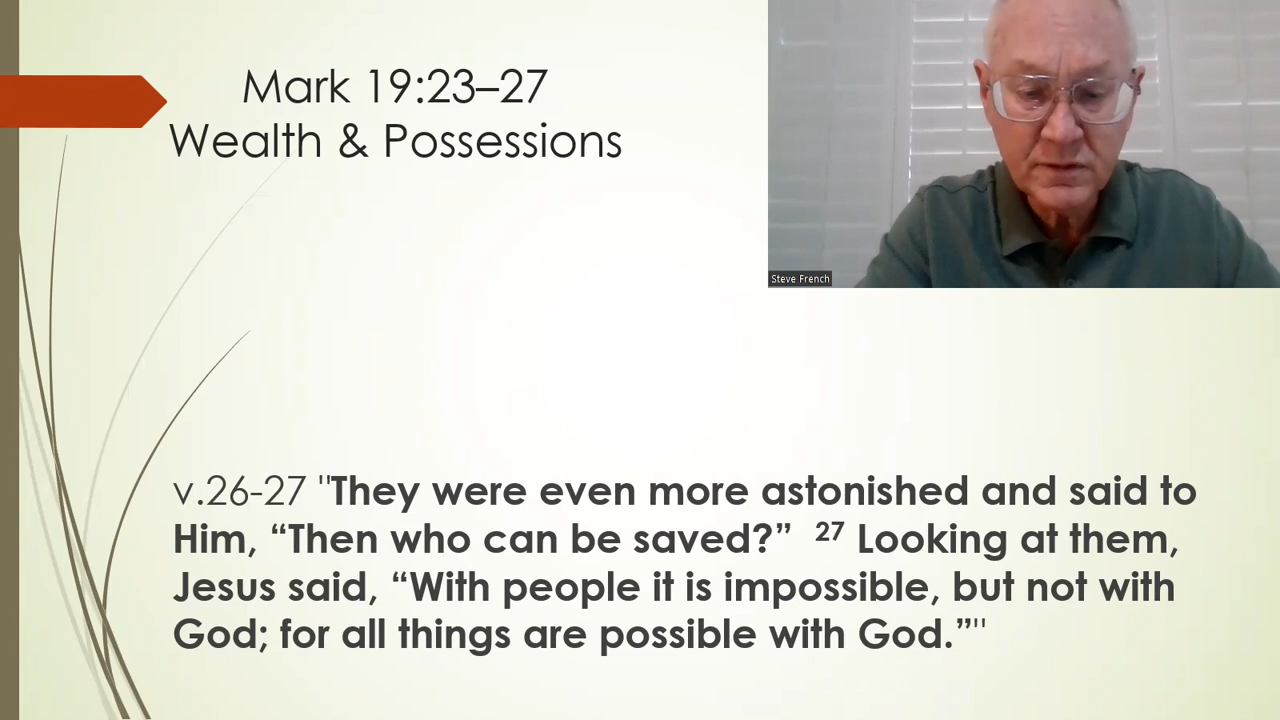 Mark 19:23–27
Wealth & Possessions
Steve French
v.26-27 "They were even more astonished and said to
Him, “Then who can be saved?” 27 Looking at them,
Jesus said, “With people it is impossible, but not with
God; for all things are possible with God.”"